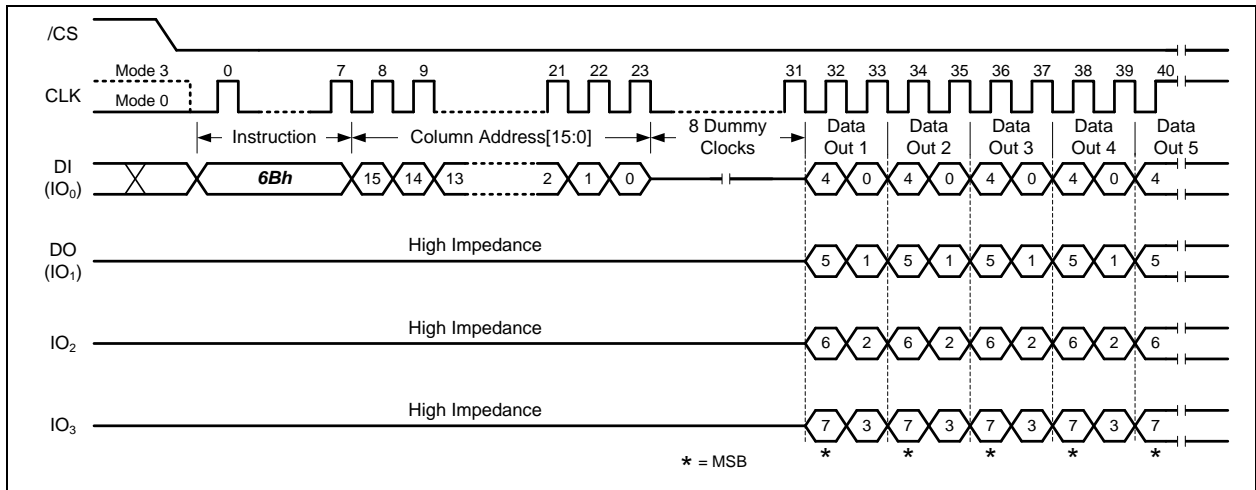 /CS
Mode 3 0 7 8 9 21 22 23 31 32 33 34 35 36 37 38 39 40
CLK
Mode 0
Instruction Column Address[15:0] 8 Dummy Clocks Data Out 1 Data Out 2 Data Out 3 Data Out 4 Data Out 5
DI (IO0) 6Bh 15 14 13 2 1 0 4 0 4 0 4 0 4 0 4
High Impedance
DO (IO1) 5 1 5 1 5 1 5 1 5
High Impedance
IO2 6 2 6 2 6 2 6 2 6
High Impedance
IO3 7 3 7 3 7 3 7 3 7
* * * * *
* = MSB